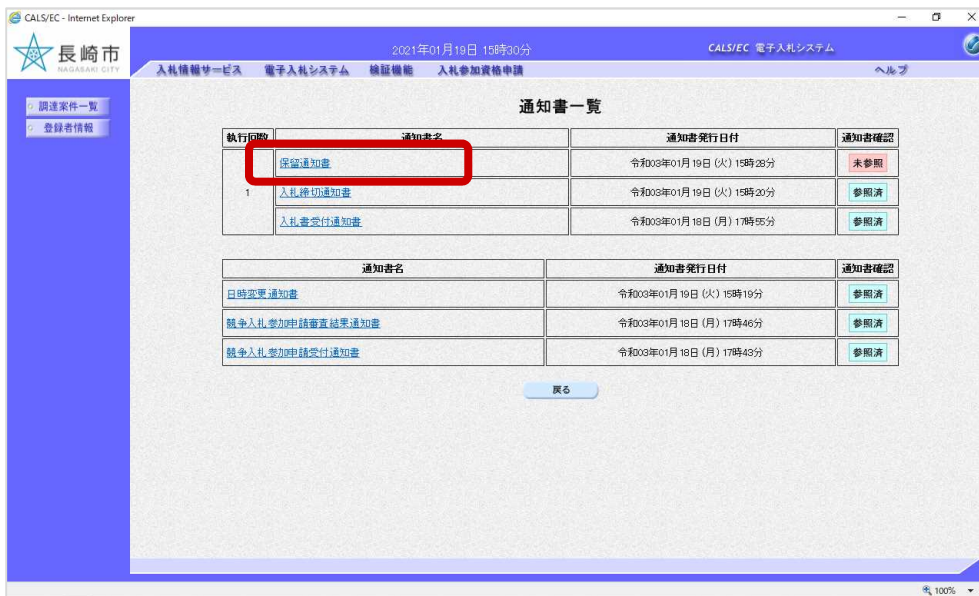 CALS/EC - Internet Explorer
長崎市
NAGASAKI CITY
2021年01月19日 15時30分
CALS/EC 電子入札システム
入札情報サービス 電子入札システム 検証機能 入札参加資格申請 ヘルプ
調達案件一覧
登録者情報
通知書一覧
執行回数 通知書名 通知書発行日付 通知書確認
保留通知書 令和03年01月19日 (火) 15時28分 未参照
1 入札締切通知書 令和03年01月19日 (火) 15時20分 参照済
入札書受付通知書 令和03年01月18日 (月) 17時55分 参照済
通知書名 通知書発行日付 通知書確認
日時変更通知書 令和03年01月19日 (火) 15時19分 参照済
競争入札参加申請審査結果通知書 令和03年01月18日 (月) 17時46分 参照済
競争入札参加申請受付通知書 令和03年01月18日 (月) 17時43分 参照済
戻る
100%